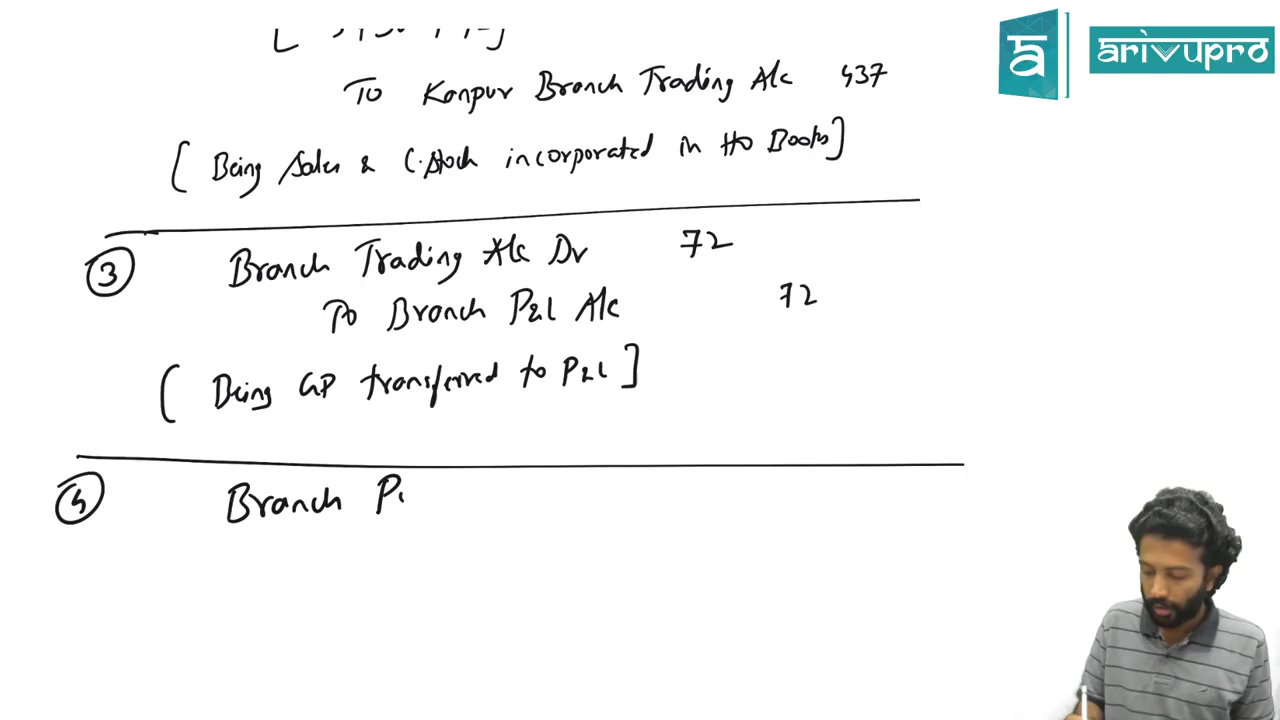 arivupro
To Kanpur Branch Trading A/c 437
[ Being Sales & C.Stock incorporated in HO Books]
3 Branch Trading A/c Dr 72
To Branch P&L A/c 72
( Being GP transferred to P&L ]
4 Branch P